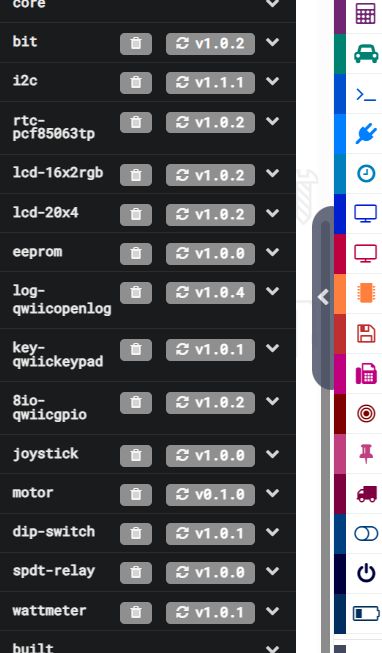 core
bit v1.0.2
i2c v1.1.1
rtc-
pcf85063tp v1.0.2
lcd-16x2rgb v1.0.2
lcd-20x4 v1.0.2
eeprom v1.0.0
log-
qwiicopenlog v1.0.4
key-
qwiickeypad v1.0.1
8io-
qwiicgpio v1.0.2
joystick v1.0.0
motor v0.1.0
dip-switch v1.0.1
spdt-relay v1.0.0
wattmeter v1.0.1
built